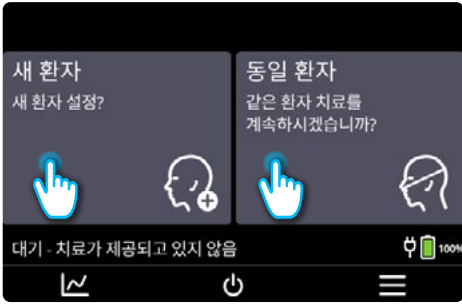 새 환자
새 환자 설정?
동일 환자
같은 환자 치료를
계속하시겠습니까?
대기 - 치료가 제공되고 있지 않음
100%